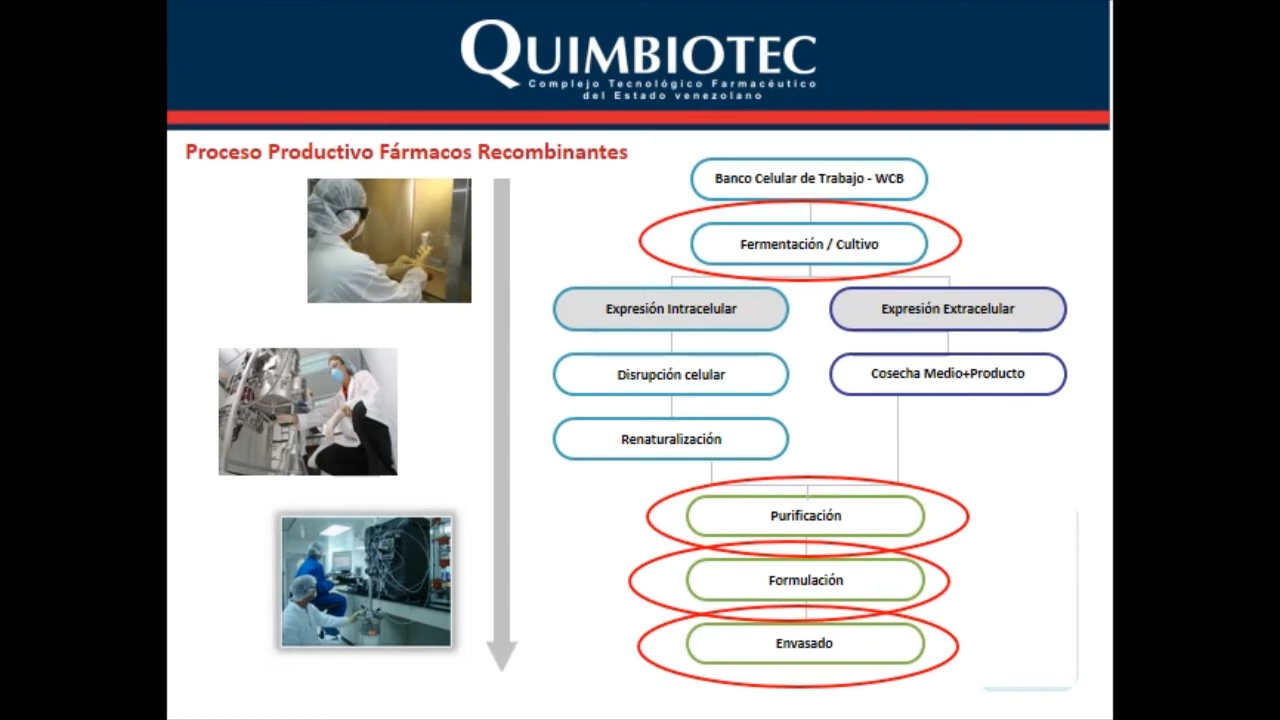 QUIMBIOTEC
Complejo Tecnológico Farmacéutico
del Estado venezolano
Proceso Productivo Fármacos Recombinantes
Banco Celular de Trabajo - WCB
Fermentación / Cultivo
Expresión Intracelular
Expresión Extracelular
Disrupción celular
Cosecha Medio+Producto
Renaturalización
Purificación
Formulación
Envasado